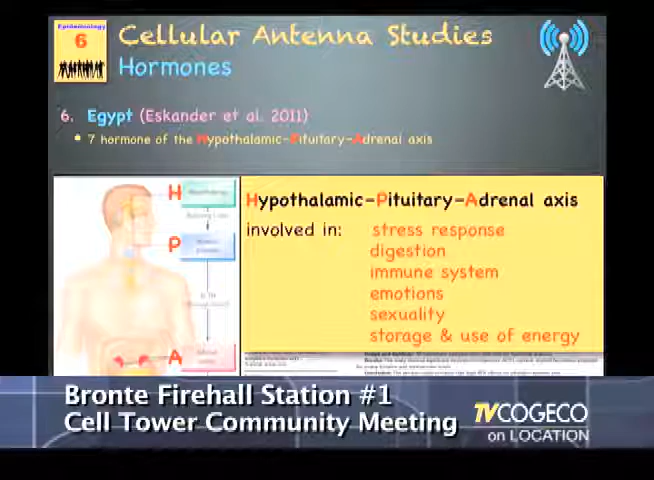 Epidemiology
6
Cellular Antenna Studies
Hormones
6. Egypt (Eskander et al. 2011)
• 7 hormone of the Hypothalamic-Pituitary-Adrenal axis
H
P
A
Hypothalamic-Pituitary-Adrenal axis
involved in: stress response
digestion
immune system
emotions
sexuality
storage & use of energy
Bronte Firehall Station #1
Cell Tower Community Meeting
TVCOGECO
on LOCATION